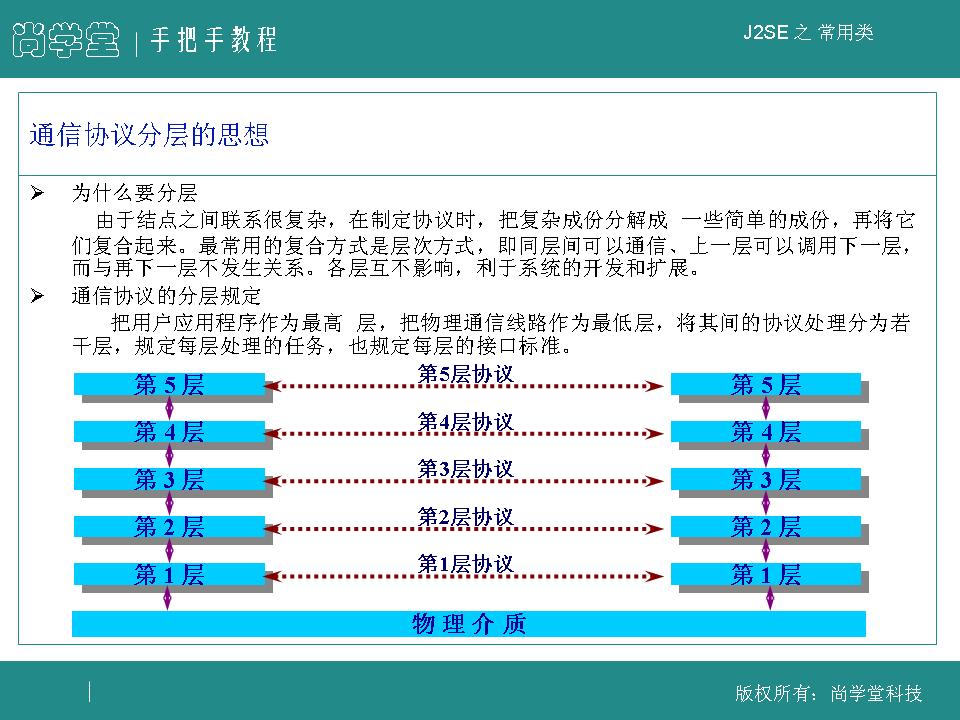 尚学堂 | 手把手教程
J2SE 之 常用类
通信协议分层的思想
➢ 为什么要分层
由于结点之间联系很复杂，在制定协议时，把复杂成份分解成 一些简单的成份，再将它
们复合起来。最常用的复合方式是层次方式，即同层间可以通信、上一层可以调用下一层，
而与再下一层不发生关系。各层互不影响，利于系统的开发和扩展。
➢ 通信协议的分层规定
把用户应用程序作为最高 层，把物理通信线路作为最低层，将其间的协议处理分为若
干层，规定每层处理的任务，也规定每层的接口标准。
第5层协议
第 5 层 第 5 层
第4层协议
第 4 层 第 4 层
第3层协议
第 3 层 第 3 层
第2层协议
第 2 层 第 2 层
第1层协议
第 1 层 第 1 层
物 理 介 质
版权所有：尚学堂科技